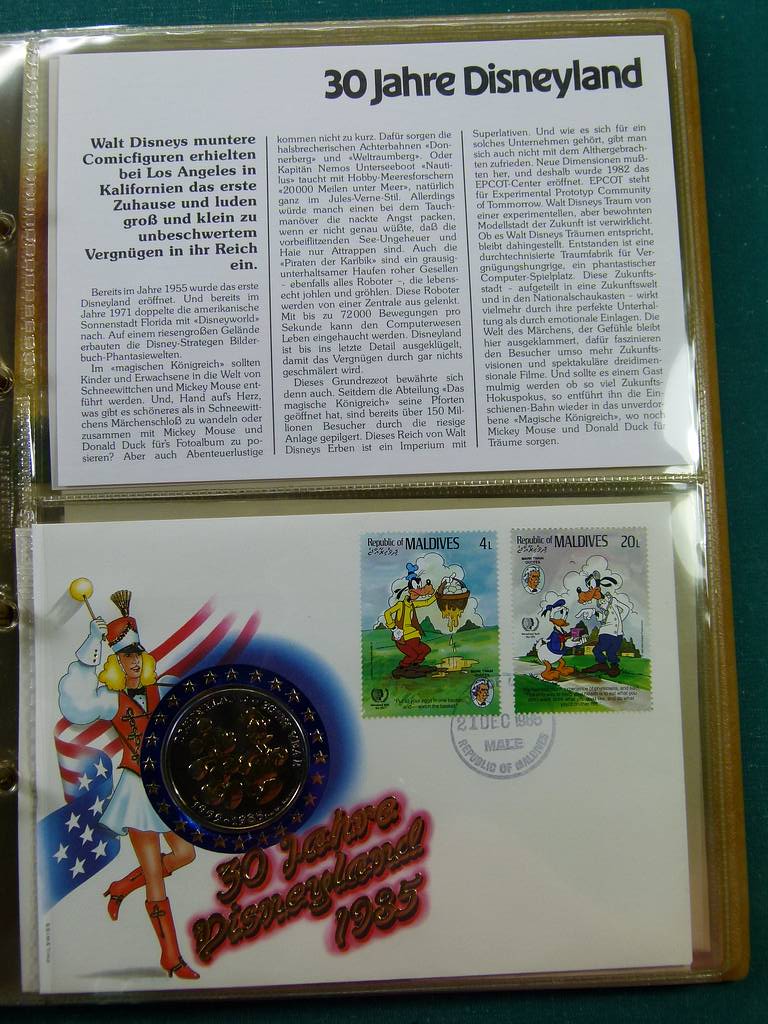 30 Jahre Disneyland
Walt Disneys muntere
Comicfiguren erhielten
bei Los Angeles in
Kalifornien das erste
Zuhause und luden
groß und klein zu
unbeschwertem
Vergnügen in ihr Reich
ein.
Bereits im Jahre 1955 wurde das erste
Disneyland eröffnet. Und bereits im
Jahre 1971 doppelte die amerikanische
Sonnenstadt Florida mit «Disneyworld»
nach. Auf einem riesengroßen Gelände
erbauten die Disney-Strategen Bilder-
buch-Phantasiewelten.
Im «magischen Königreich» sollten
Kinder und Erwachsene in die Welt von
Schneewittchen und Mickey Mouse ent-
führt werden. Und, Hand auf's Herz,
was gibt es schöneres als in Schneewitt-
chens Märchenschloß zu wandeln oder
zusammen mit Mickey Mouse und
Donald Duck für's Fotoalbum zu po-
sieren? Aber auch Abenteuerlustige
kommen nicht zu kurz. Dafür sorgen die
halsbrecherischen Achterbahnen «Don-
nerberg» und «Weltraumberg». Oder
Kapitän Nemos Unterseeboot «Nauti-
lus» taucht mit Hobby-Meeresforschern
«20000 Meilen unter Meer», natürlich
ganz im Jules-Verne-Stil. Allerdings
würde manch einen bei dem Tauch-
manöver die nackte Angst packen,
wenn er nicht genau wüßte, daß die
vorbeiflitzenden See-Ungeheuer und
Haie nur Attrappen sind. Auch die
«Piraten der Karibik» sind ein grausig-
unterhaltsamer Haufen roher Gesellen
- ebenfalls alles Roboter -, die lebens-
echt johlen und gröhlen. Diese Roboter
werden von einer Zentrale aus gelenkt.
Mit bis zu 72000 Bewegungen pro
Sekunde kann den Computerwesen
Leben eingehaucht werden. Disneyland
ist bis ins letzte Detail ausgeklügelt,
damit das Vergnügen durch gar nichts
geschmälert wird.
Dieses Grundrezeot bewährte sich
denn auch. Seitdem die Abteilung «Das
magische Königreich» seine Pforten
geöffnet hat, sind bereits über 150 Mil-
lionen Besucher durch die riesige
Anlage gepilgert. Dieses Reich von Walt
Disneys Erben ist ein Imperium mit
Superlativen. Und wie es sich für ein
solches Unternehmen gehört, gibt man
sich auch nicht mit dem Althergebrach-
ten zufrieden. Neue Dimensionen muß-
ten her, und deshalb wurde 1982 das
EPCOT-Center eröffnet. EPCOT steht
für Experimental Prototyp Community
of Tommorrow. Walt Disneys Traum von
einer experimentellen, aber bewohnten
Modellstadt der Zukunft ist verwirklicht.
Ob es Walt Disneys Träumen entspricht,
bleibt dahingestellt. Entstanden ist eine
durchtechnisierte Traumfabrik für Ver-
gnügungshungrige, ein phantastischer
Computer-Spielplatz. Diese Zukunfts-
stadt - aufgeteilt in eine Zukunftswelt
und in den Nationalschaukasten - wirkt
vielmehr durch ihre perfekte Unterhal-
tung als durch emotionale Einlagen. Die
Welt des Märchens, der Gefühle bleibt
hier ausgeklammert, dafür faszinieren
den Besucher umso mehr Zukunfts-
visionen und spektakuläre dreidimen-
sionale Filme. Und sollte es einem Gast
mulmig werden ob so viel Zukunfts-
Hokuspokus, so entführt ihn die Ein-
schienen-Bahn wieder in das unverdor-
bene «Magische Königreich», wo noch
Mickey Mouse und Donald Duck für
Träume sorgen.
Republic of MALDIVES 4L
MARK TWAIN
"Put all your eggs in one basket
and — watch the basket."
Republic of MALDIVES 20L
MARK TWAIN
QUOTES
21 DEC 1985
MALE
REPUBLIC OF MALDIVES
1955-1985
30 Jahre
Disneyland
1985